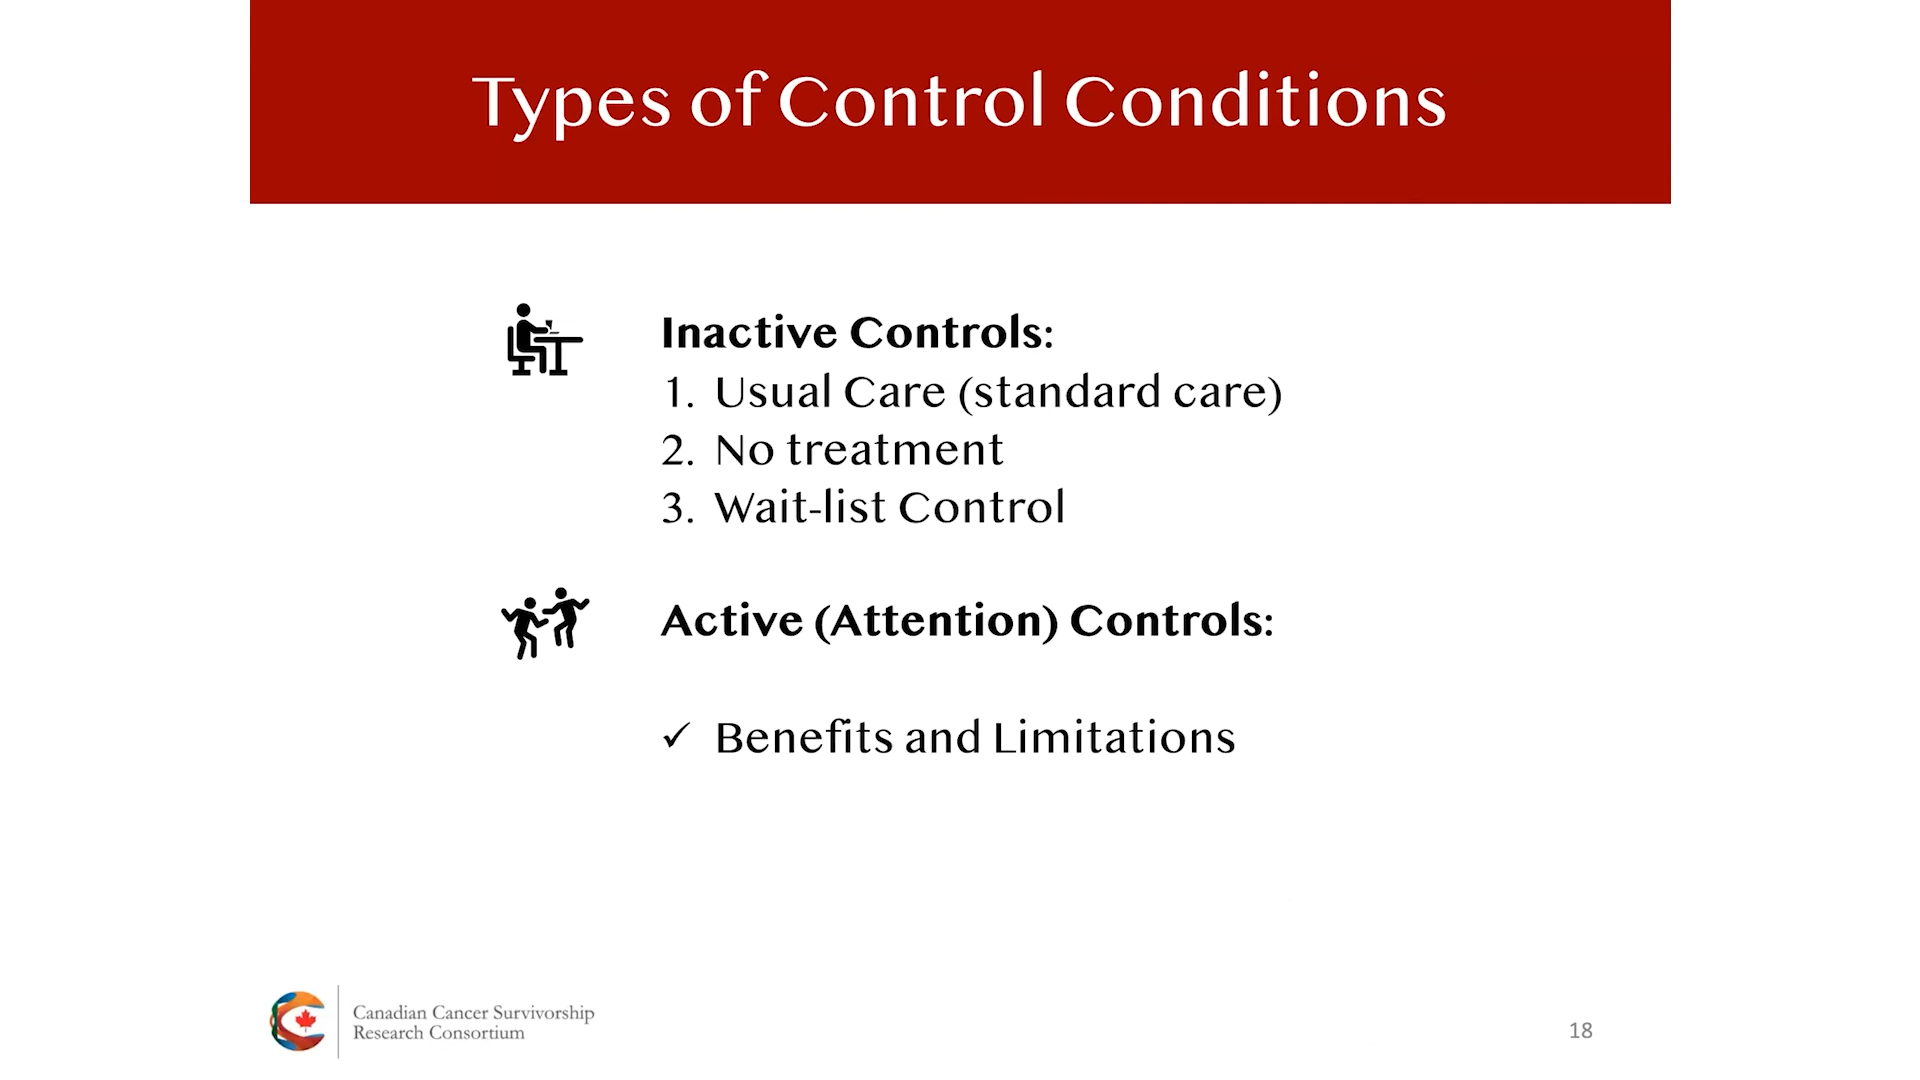 Types of Control Conditions
Inactive Controls:
1. Usual Care (standard care)
2. No treatment
3. Wait-list Control
Active (Attention) Controls:
✓ Benefits and Limitations
Canadian Cancer Survivorship
Research Consortium
18